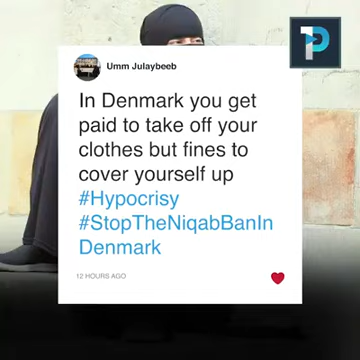 Umm Julaybeeb
In Denmark you get
paid to take off your
clothes but fines to
cover yourself up
#Hypocrisy
#StopTheNiqabBanIn
Denmark
12 HOURS AGO